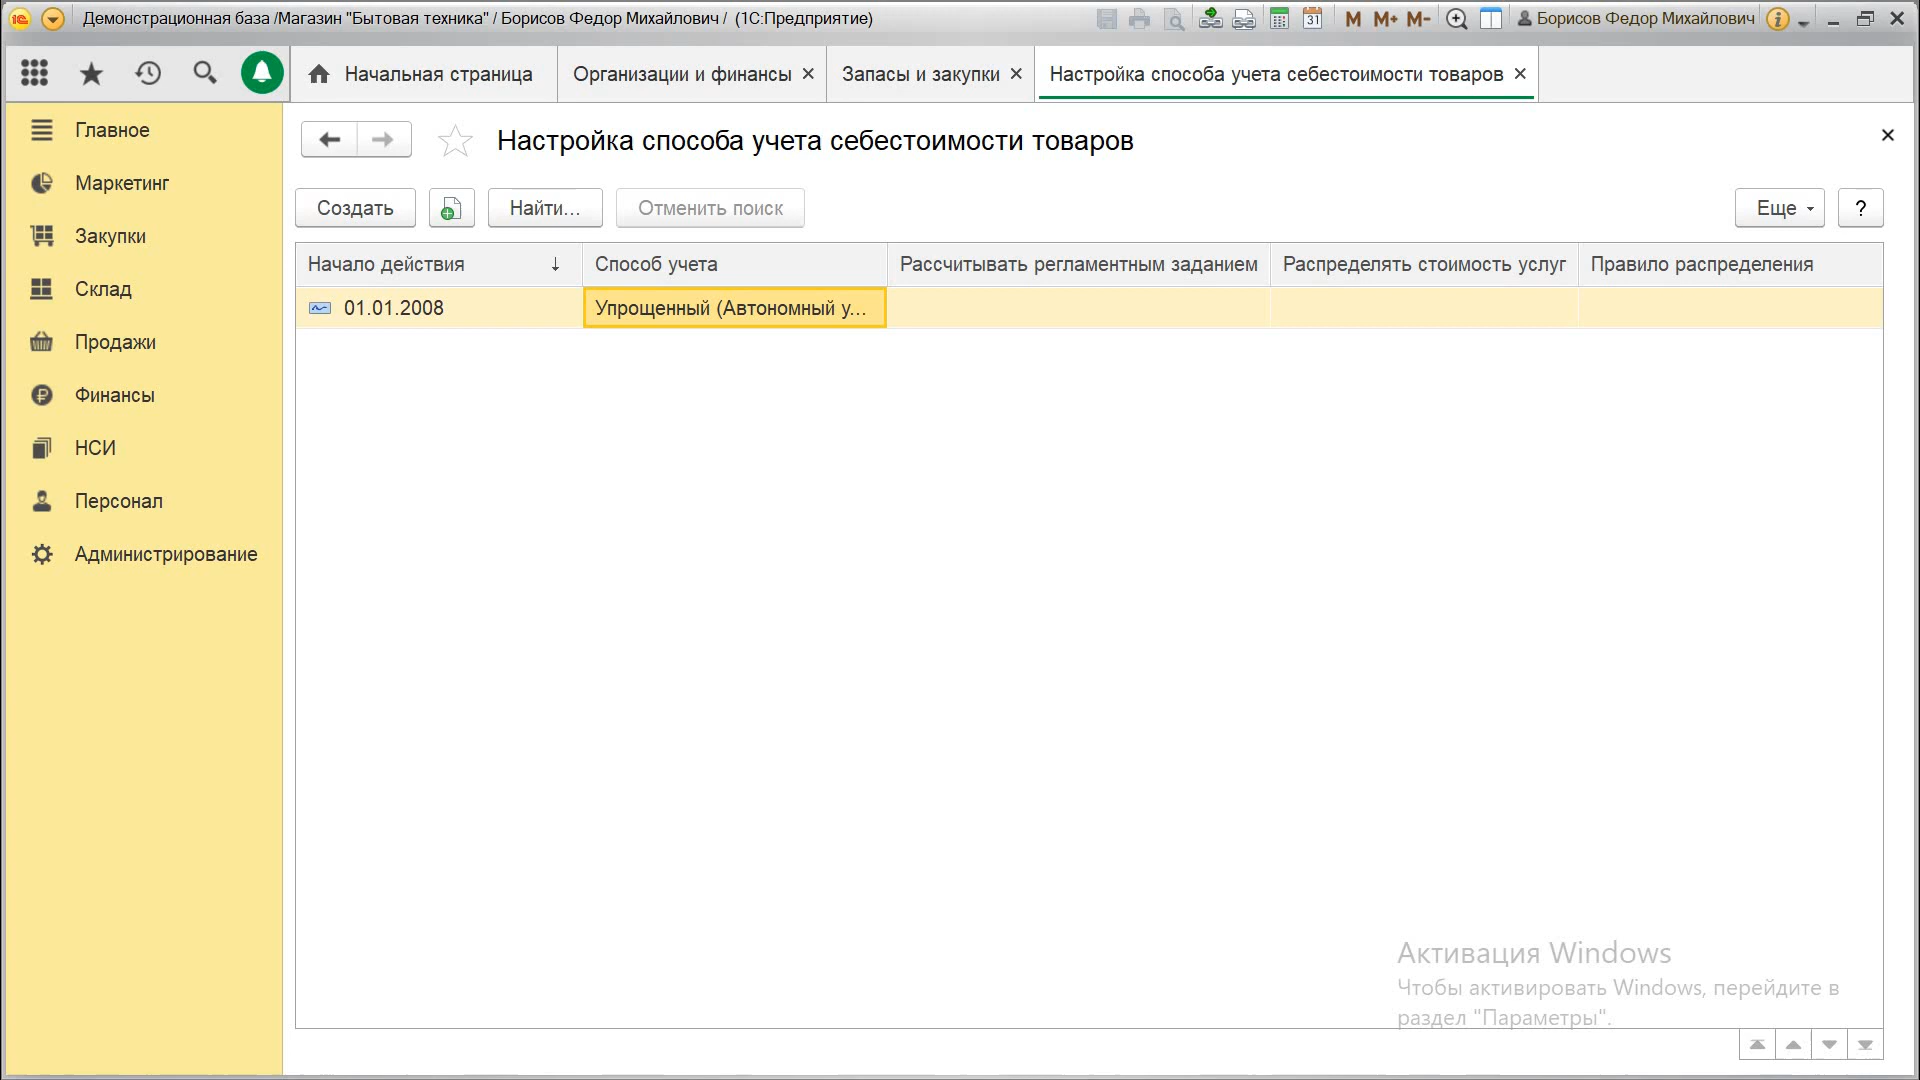 Демонстрационная база /Магазин "Бытовая техника" / Борисов Федор Михайлович / (1С:Предприятие)
31 M M+ M- Борисов Федор Михайлович
Начальная страница
Организации и финансы
Запасы и закупки
Настройка способа учета себестоимости товаров
Главное
Маркетинг
Закупки
Склад
Продажи
Финансы
НСИ
Персонал
Администрирование
Настройка способа учета себестоимости товаров
Создать Найти... Отменить поиск Еще ?
Начало действия ↓ Способ учета Рассчитывать регламентным заданием Распределять стоимость услуг Правило распределения
01.01.2008 Упрощенный (Автономный у...
Активация Windows
Чтобы активировать Windows, перейдите в
раздел "Параметры".